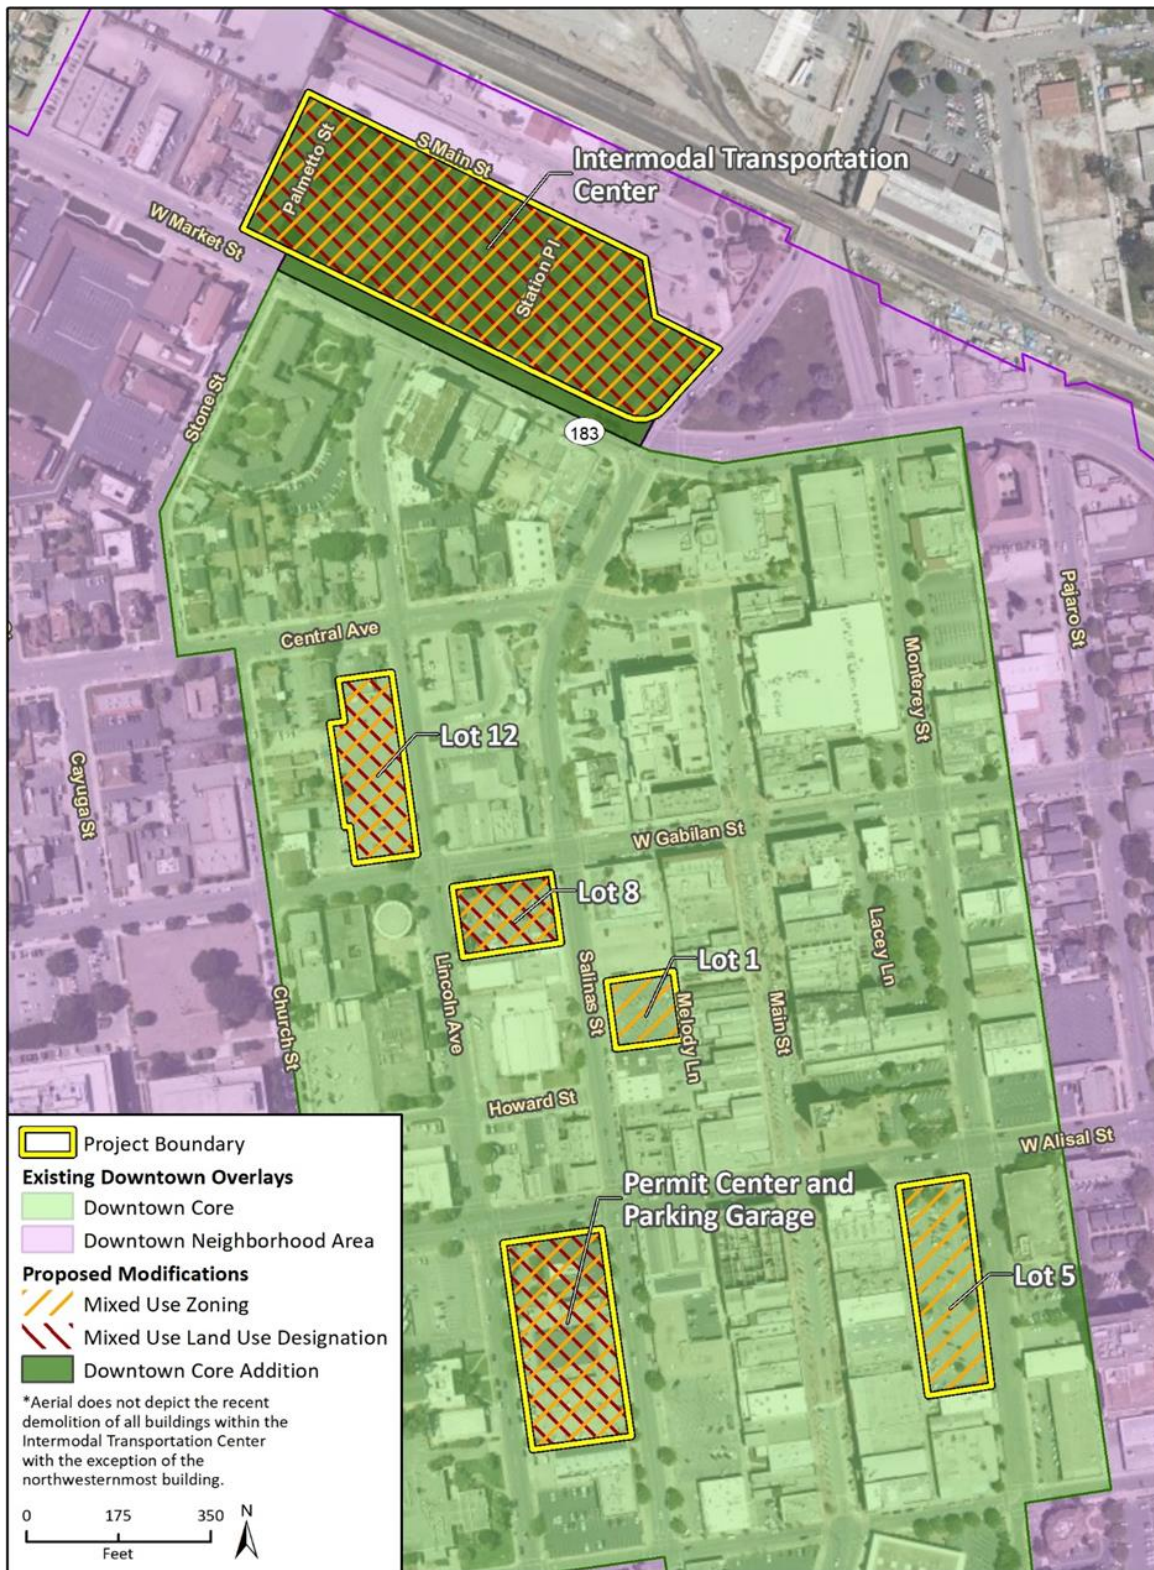 S Main St
Palmetto St
Intermodal Transportation
Center
W Market St
Station Pl
Stone St
183
Central Ave
Pajaro St
Monterey St
Lot 12
Cayuga St
W Gabilan St
Lot 8
Lacey Ln
Lot 1
Lincoln Ave
Salinas St
Melody Ln
Main St
Church St
Howard St
W Alisal St
Permit Center and
Parking Garage
Lot 5
Project Boundary
Existing Downtown Overlays
Downtown Core
Downtown Neighborhood Area
Proposed Modifications
Mixed Use Zoning
Mixed Use Land Use Designation
Downtown Core Addition
*Aerial does not depict the recent
demolition of all buildings within the
Intermodal Transportation Center
with the exception of the
northwesternmost building.
0 175 350
Feet
N